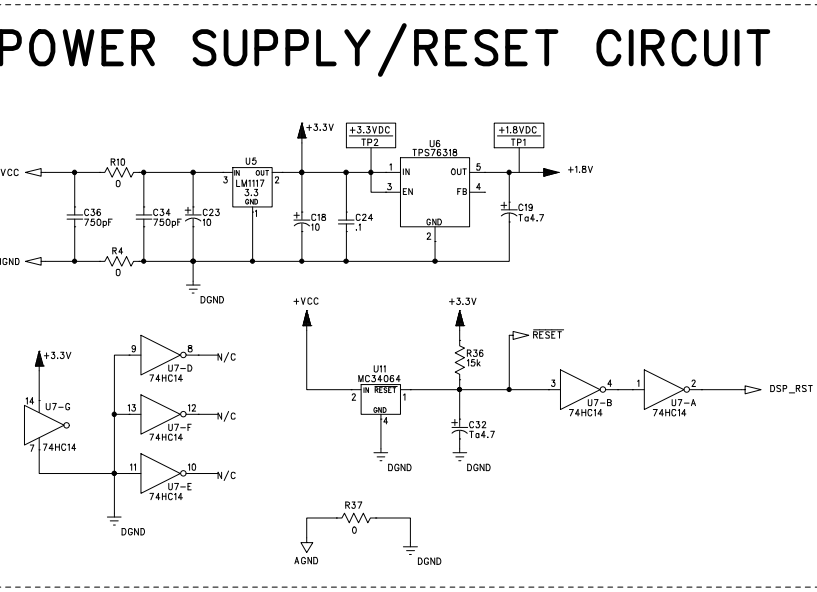 POWER SUPPLY/RESET CIRCUIT
+3.3V
+3.3VDC
TP2
U6
TPS76318
+1.8VDC
TP1
VCC
R10
0
3
U5
IN OUT
LM1117
3.3
GND
2
1
1
IN
OUT
5
3
EN
FB
4
GND
2
+1.8V
C36
750pF
C34
750pF
+
C23
10
+
C18
10
C24
.1
+
C19
Ta4.7
R4
0
DGND
+VCC
+3.3V
RESET
R36
15k
U11
MC34064
2
IN RESET
1
GND
4
+
C32
Ta4.7
DGND
DGND
3
4
U7-B
74HC14
1
2
U7-A
74HC14
DSP_RST
+3.3V
14
U7-G
7
74HC14
9
8
N/C
U7-D
74HC14
13
12
N/C
U7-F
74HC14
11
10
N/C
U7-E
74HC14
DGND
R37
0
AGND
DGND